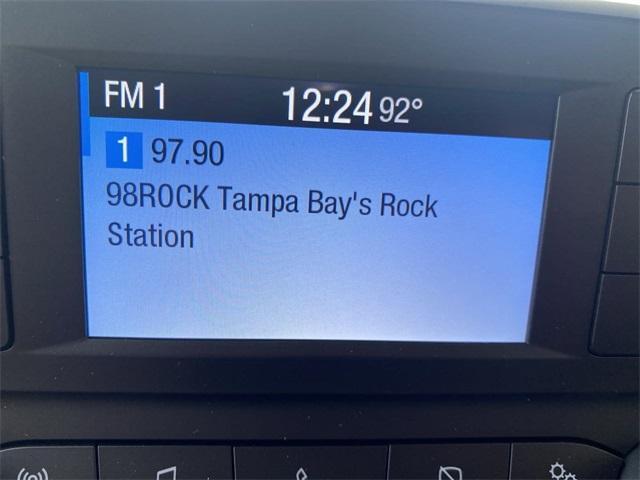 FM 1 12:24 92°
1 97.90
98ROCK Tampa Bay's Rock
Station